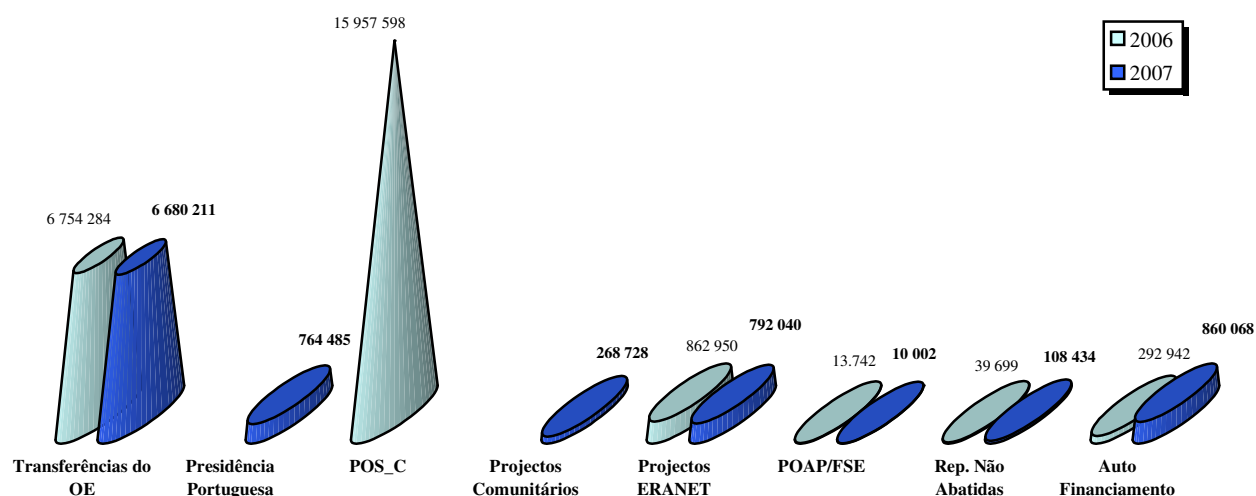 15 957 598
2006
2007
6 754 284
6 680 211
764 485
268 728
862 950
792 040
13.742
10 002
39 699
108 434
292 942
860 068
Transferências do
OE
Presidência
Portuguesa
POS_C
Projectos
Comunitários
Projectos
ERANET
POAP/FSE
Rep. Não
Abatidas
Auto
Financiamento